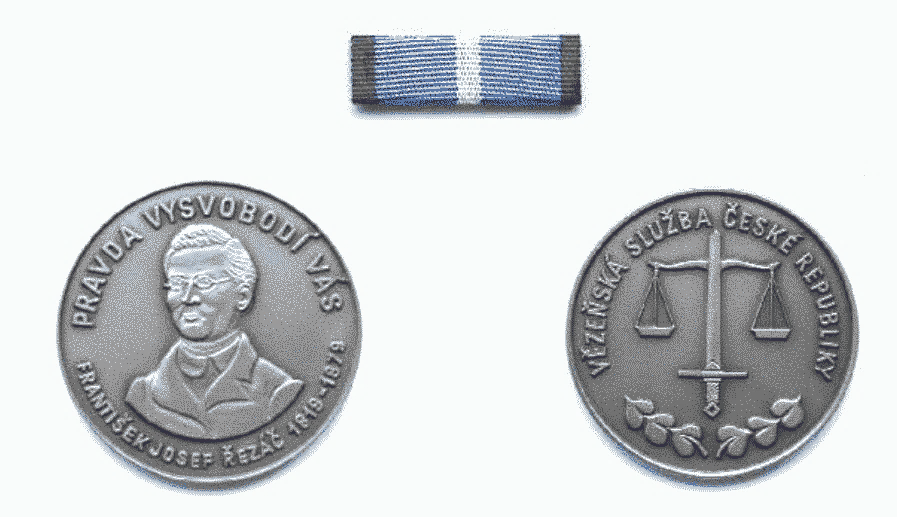 PRAVDA VYSVOBODÍ VÁS
FRANTIŠEK JOSEF ŘEZÁČ 1819-1879
VĚZEŇSKÁ SLUŽBA ČESKÉ REPUBLIKY